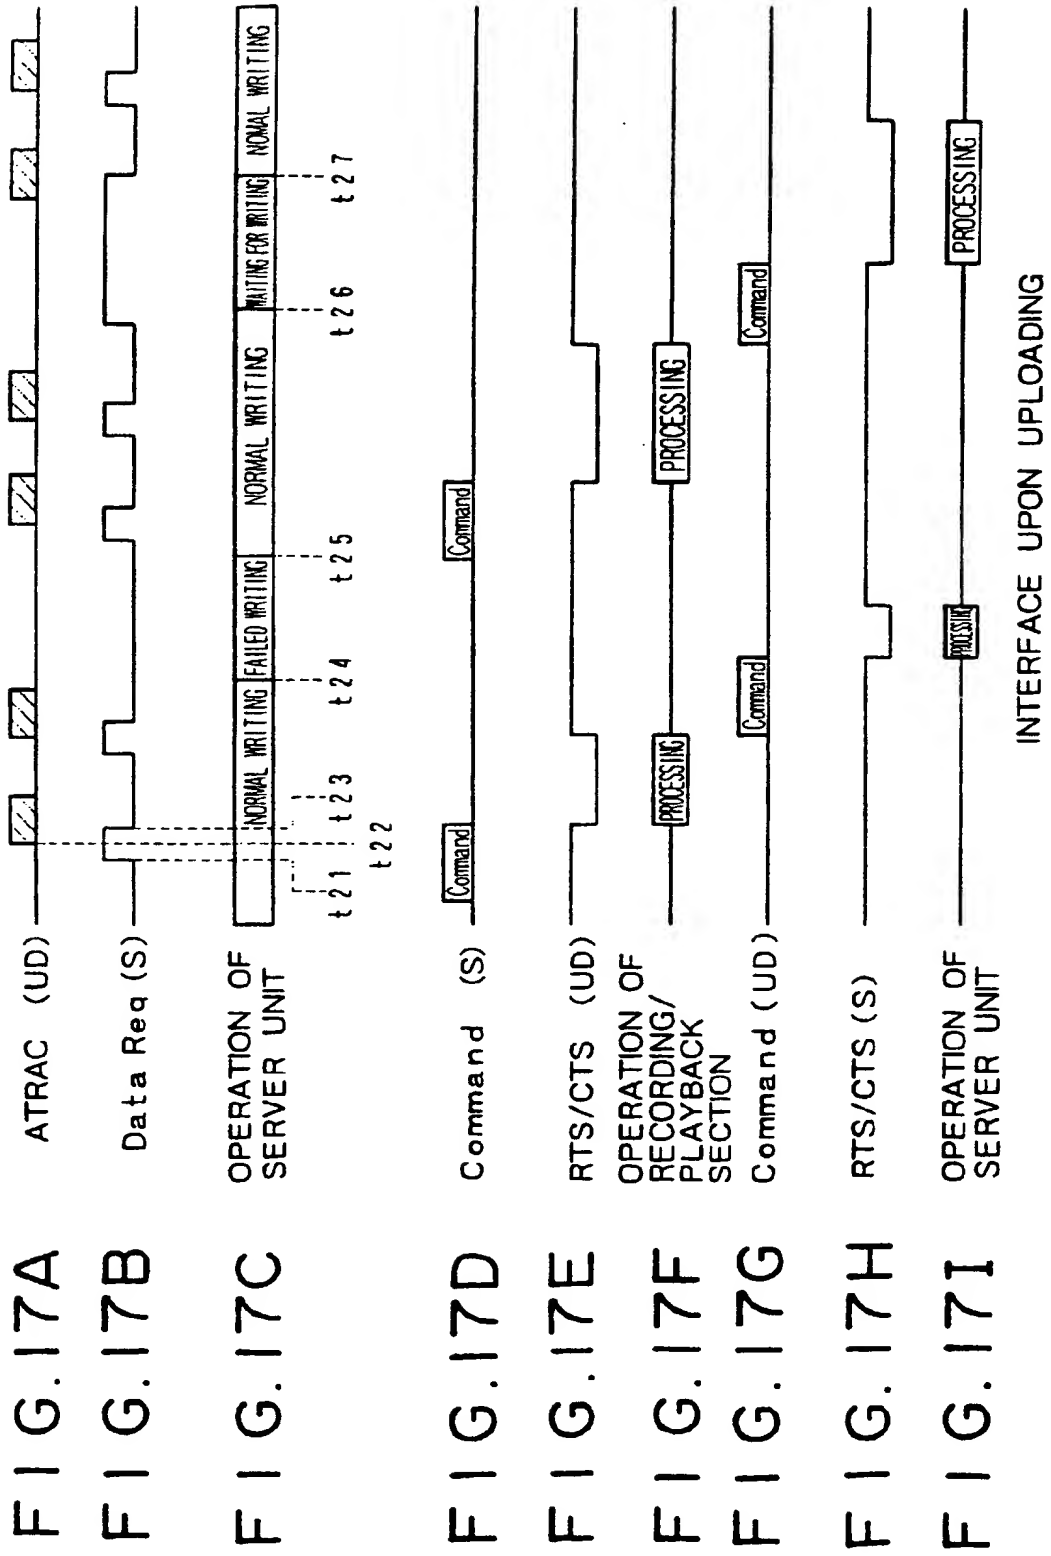 FIG.17A
ATRAC (UD)
FIG.17B
Data Req (S)
FIG.17C
OPERATION OF
SERVER UNIT
NORMAL WRITING
FAILED WRITING
NORMAL WRITING
WAITING FOR WRITING
NOMAL WRITING
t21
t22
t23
t24
t25
t26
t27
FIG.17D
Command (S)
Command
Command
FIG.17E
RTS/CTS (UD)
FIG.17F
OPERATION OF
RECORDING/
PLAYBACK
SECTION
PROCESSING
PROCESSING
FIG.17G
Command (UD)
Command
Command
FIG.17H
RTS/CTS (S)
FIG.17I
OPERATION OF
SERVER UNIT
PROCESSING
PROCESSING
INTERFACE UPON UPLOADING